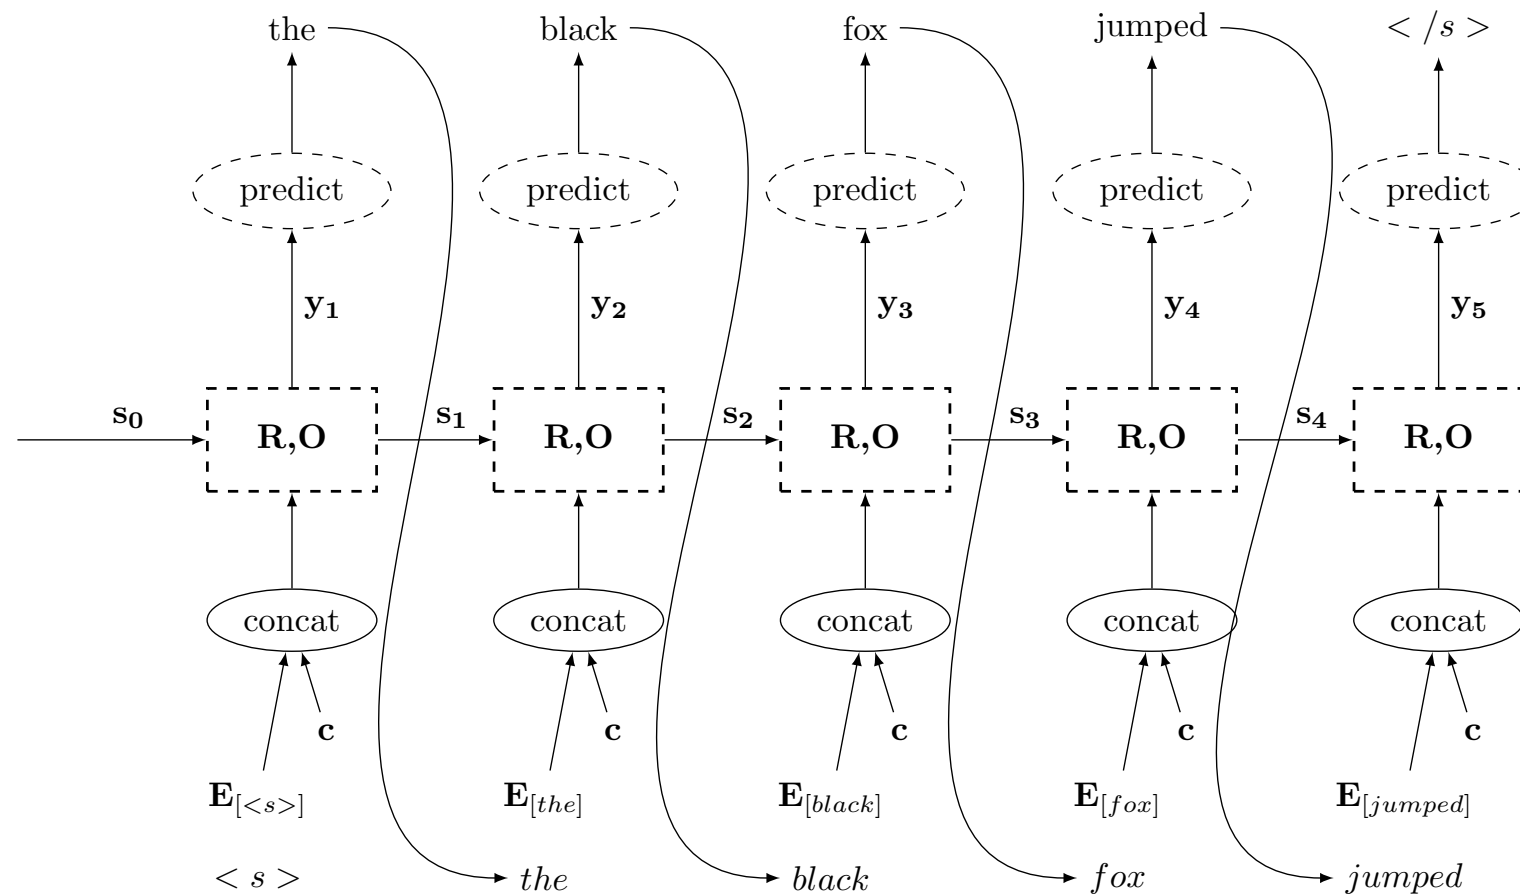 the black fox jumped < /s >
predict predict predict predict predict
y1 y2 y3 y4 y5
s0 s1 s2 s3 s4
R,O R,O R,O R,O R,O
concat concat concat concat concat
c c c c c
E[<s>] E[the] E[black] E[fox] E[jumped]
< s > the black fox jumped